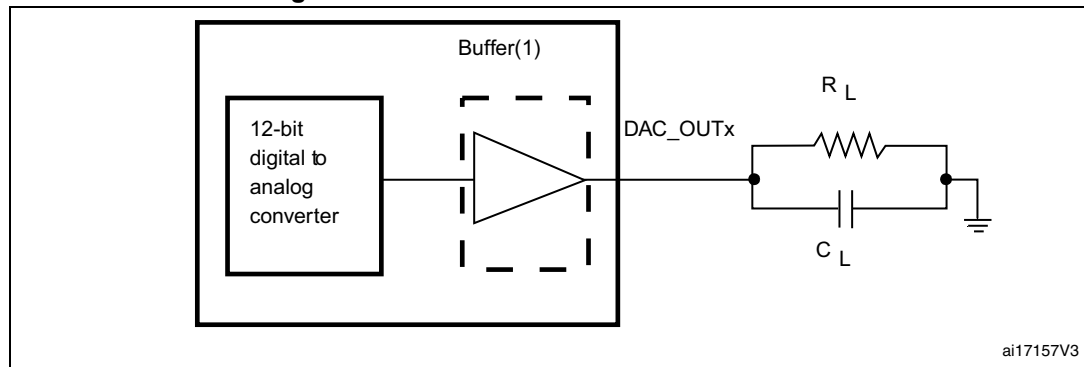 Buffer(1)
12-bit
digital to
analog
converter
DAC_OUTx
R L
C L
ai17157V3